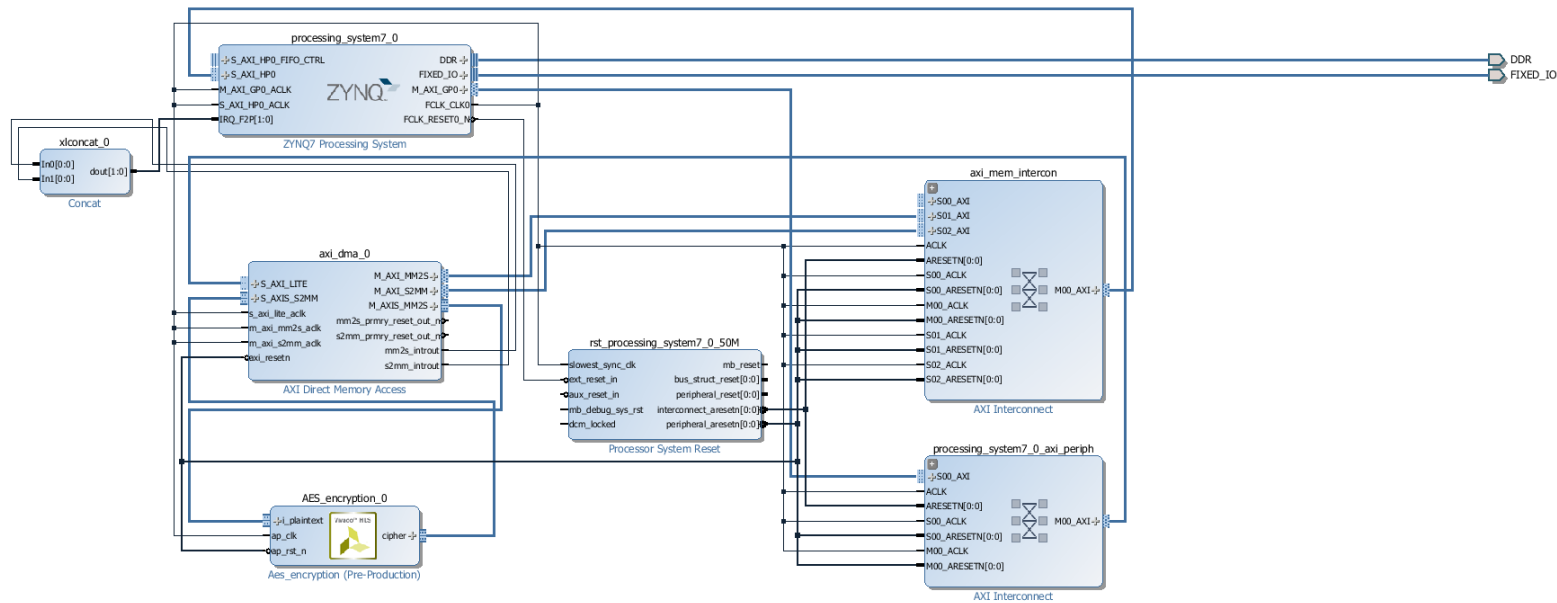 processing_system7_0
S_AXI_HP0_FIFO_CTRL
S_AXI_HP0
M_AXI_GP0_ACLK
S_AXI_HP0_ACLK
IRQ_F2P[1:0]
ZYNQ
DDR
FIXED_IO
M_AXI_GP0
FCLK_CLK0
FCLK_RESET0_N
ZYNQ7 Processing System
DDR
FIXED_IO
xlconcat_0
In0[0:0]
In1[0:0]
dout[1:0]
Concat
axi_dma_0
S_AXI_LITE
S_AXIS_S2MM
s_axi_lite_aclk
m_axi_mm2s_aclk
m_axi_s2mm_aclk
axi_resetn
M_AXI_MM2S
M_AXI_S2MM
M_AXIS_MM2S
mm2s_prmry_reset_out_n
s2mm_prmry_reset_out_n
mm2s_introut
s2mm_introut
AXI Direct Memory Access
rst_processing_system7_0_50M
slowest_sync_clk
ext_reset_in
aux_reset_in
mb_debug_sys_rst
dcm_locked
mb_reset
bus_struct_reset[0:0]
peripheral_reset[0:0]
interconnect_aresetn[0:0]
peripheral_aresetn[0:0]
Processor System Reset
axi_mem_intercon
S00_AXI
S01_AXI
S02_AXI
ACLK
ARESETN[0:0]
S00_ACLK
S00_ARESETN[0:0]
M00_ACLK
M00_ARESETN[0:0]
S01_ACLK
S01_ARESETN[0:0]
S02_ACLK
S02_ARESETN[0:0]
M00_AXI
AXI Interconnect
processing_system7_0_axi_periph
S00_AXI
ACLK
ARESETN[0:0]
S00_ACLK
S00_ARESETN[0:0]
M00_ACLK
M00_ARESETN[0:0]
M00_AXI
AXI Interconnect
AES_encryption_0
i_plaintext
ap_clk
ap_rst_n
Vivado™ HLS
cipher
Aes_encryption (Pre-Production)